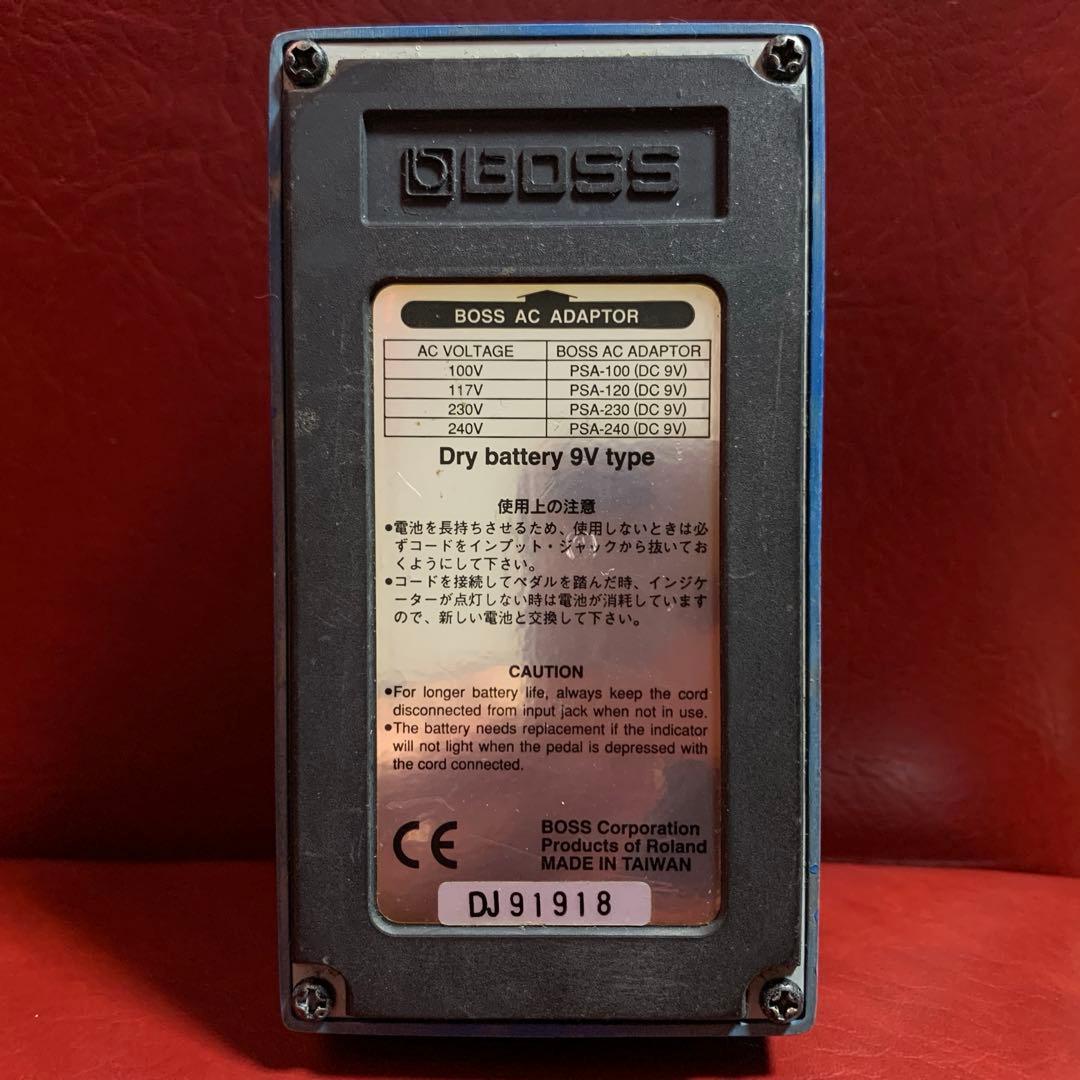 BOSS
BOSS AC ADAPTOR
AC VOLTAGE BOSS AC ADAPTOR
100V PSA-100 (DC 9V)
117V PSA-120 (DC 9V)
230V PSA-230 (DC 9V)
240V PSA-240 (DC 9V)
Dry battery 9V type
使用上の注意
●電池を長持ちさせるため、使用しないときは必
ずコードをインプット・ジャックから抜いてお
くようにして下さい。
●コードを接続してペダルを踏んだ時、インジケ
ーターが点灯しない時は電池が消耗しています
ので、新しい電池と交換して下さい。
CAUTION
●For longer battery life, always keep the cord
disconnected from input jack when not in use.
●The battery needs replacement if the indicator
will not light when the pedal is depressed with
the cord connected.
CE
BOSS Corporation
Products of Roland
MADE IN TAIWAN
DJ91918